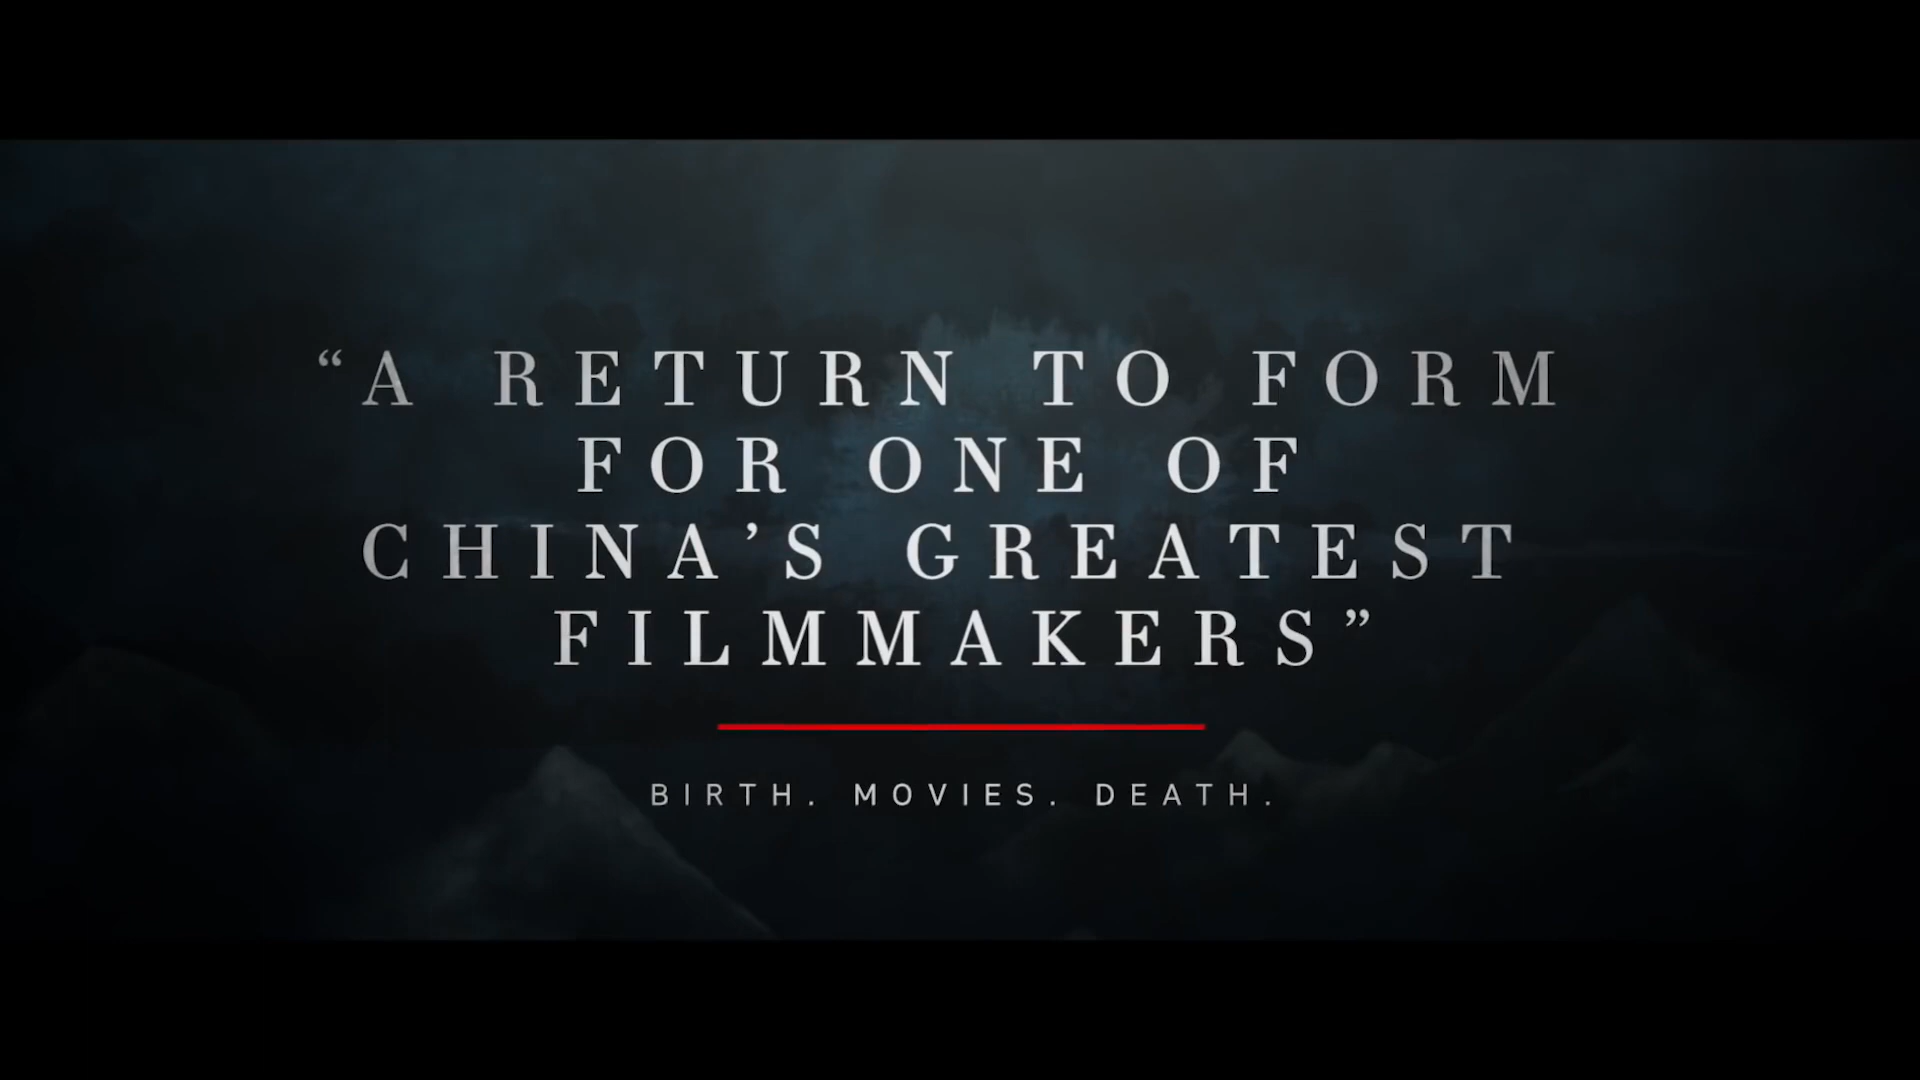 “A RETURN TO FORM
FOR ONE OF
CHINA’S GREATEST
FILMMAKERS”
BIRTH. MOVIES. DEATH.